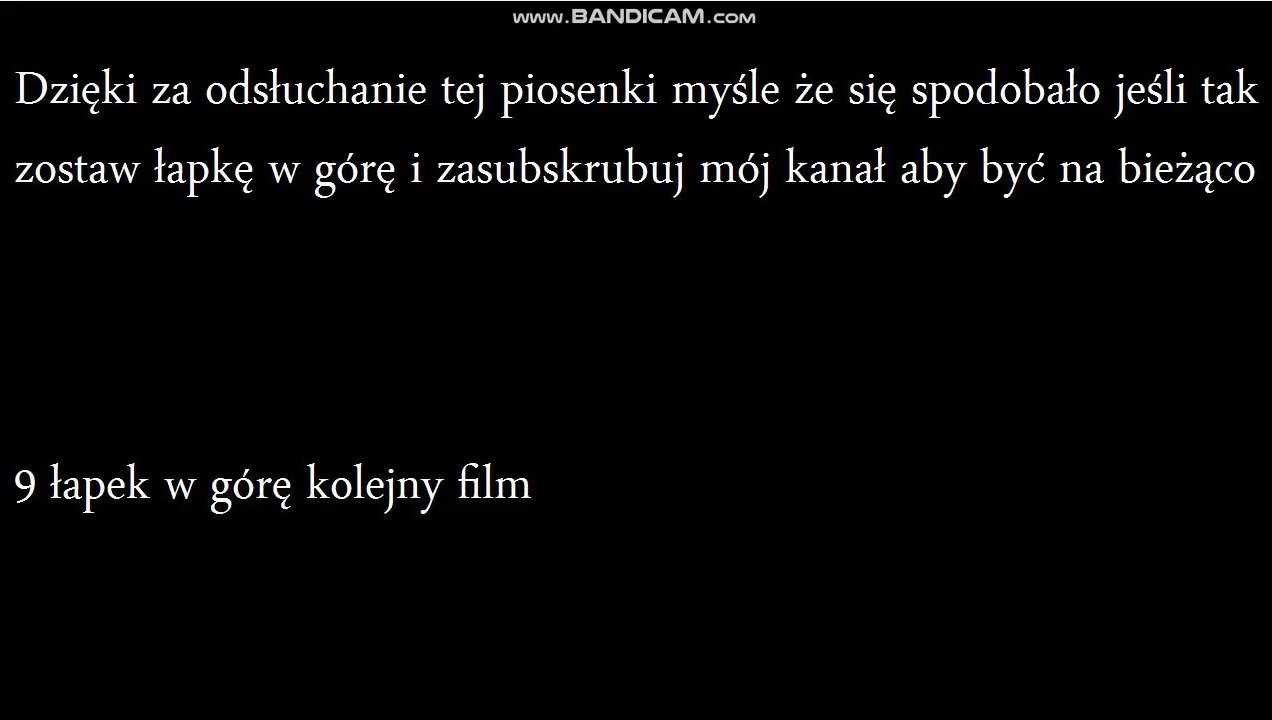 www.BANDICAM.com
Dzięki za odsłuchanie tej piosenki myśle że się spodobało jeśli tak
zostaw łapkę w górę i zasubskrubuj mój kanał aby być na bieżąco
9 łapek w górę kolejny film